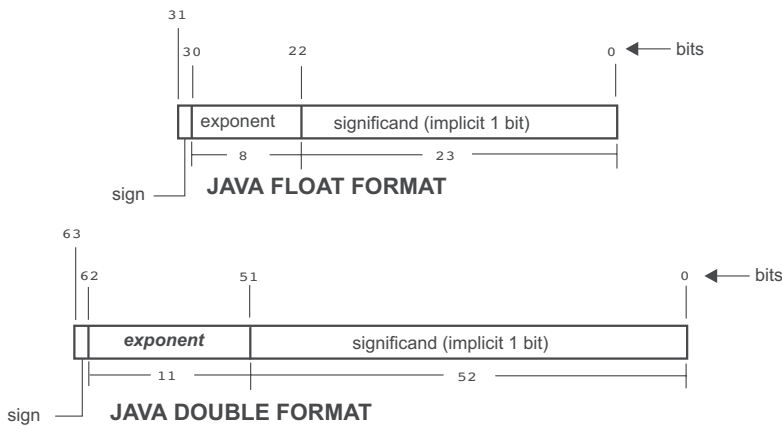 31
30 22 0 bits
exponent significand (implicit 1 bit)
8 23
sign JAVA FLOAT FORMAT
63
62 51 0 bits
exponent significand (implicit 1 bit)
11 52
sign JAVA DOUBLE FORMAT